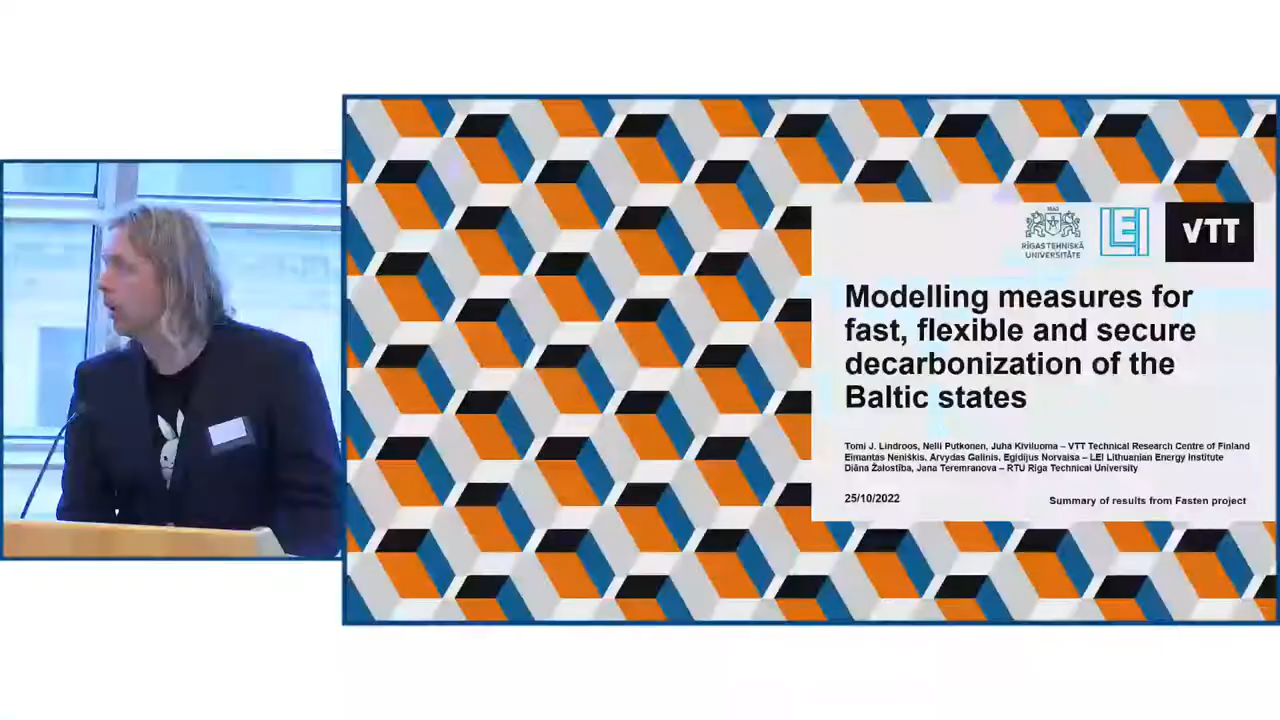 1862
RĪGAS TEHNISKĀ
UNIVERSITĀTE
LEI
VTT
Modelling measures for
fast, flexible and secure
decarbonization of the
Baltic states
Tomi J. Lindroos, Nelli Putkonen, Juha Kiviluoma – VTT Technical Research Centre of Finland
Eimantas Neniškis, Arvydas Galinis, Egidijus Norvaiša – LEI Lithuanian Energy Institute
Diāna Žalostība, Jana Teremranova – RTU Riga Technical University
25/10/2022
Summary of results from Fasten project